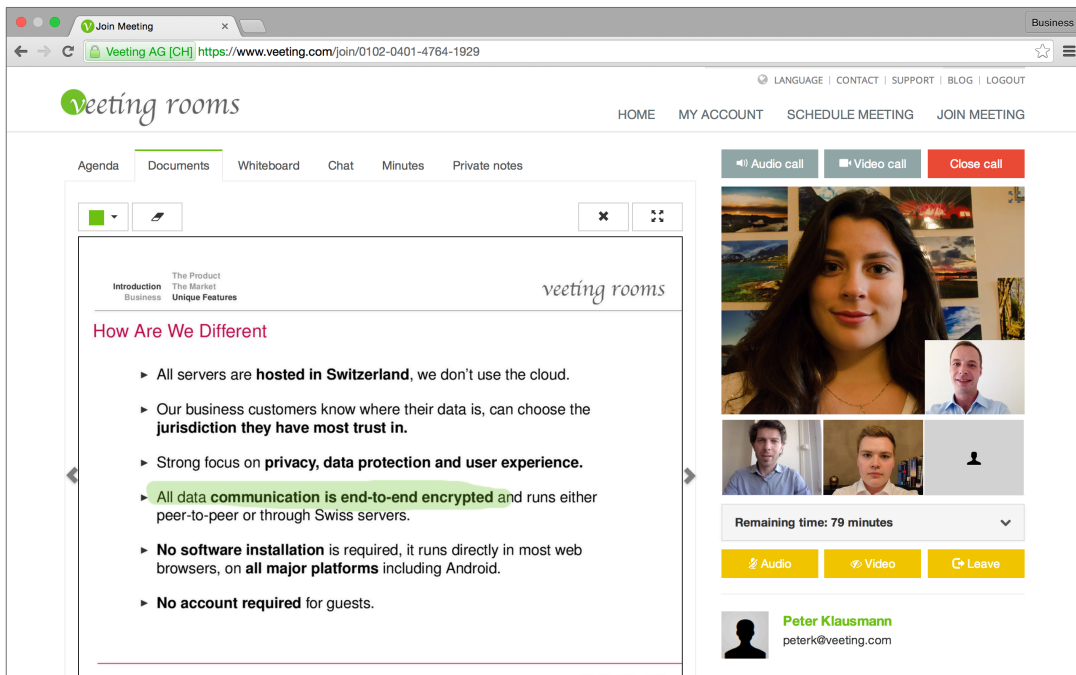 Join Meeting
Business
Veeting AG [CH] https://www.veeting.com/join/0102-0401-4764-1929
LANGUAGE | CONTACT | SUPPORT | BLOG | LOGOUT
veeting rooms
HOME MY ACCOUNT SCHEDULE MEETING JOIN MEETING
Agenda Documents Whiteboard Chat Minutes Private notes
Audio call Video call Close call
The Product
Introduction The Market
Business Unique Features
veeting rooms
How Are We Different
► All servers are hosted in Switzerland, we don't use the cloud.
► Our business customers know where their data is, can choose the
jurisdiction they have most trust in.
► Strong focus on privacy, data protection and user experience.
► All data communication is end-to-end encrypted and runs either
peer-to-peer or through Swiss servers.
► No software installation is required, it runs directly in most web
browsers, on all major platforms including Android.
► No account required for guests.
Remaining time: 79 minutes
Audio Video Leave
Peter Klausmann
peterk@veeting.com